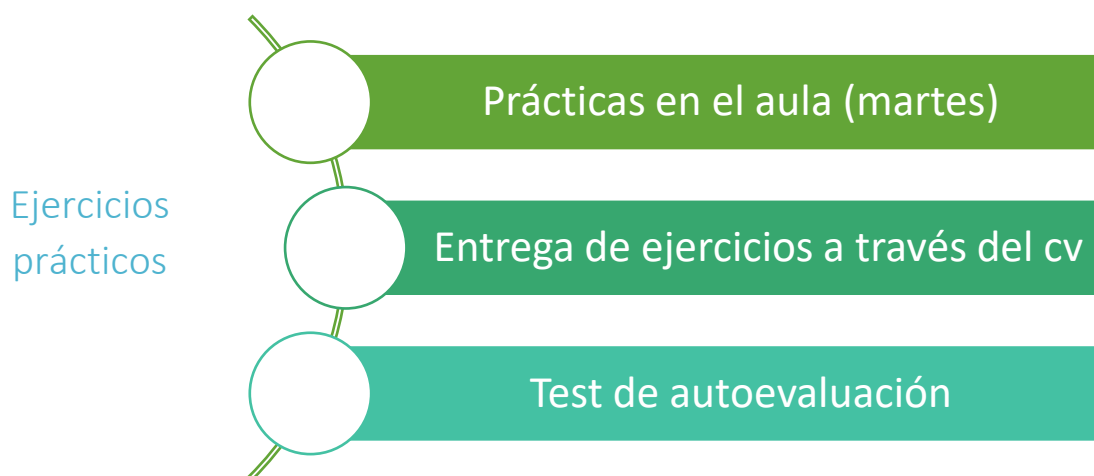 Ejercicios
prácticos
Prácticas en el aula (martes)
Entrega de ejercicios a través del cv
Test de autoevaluación